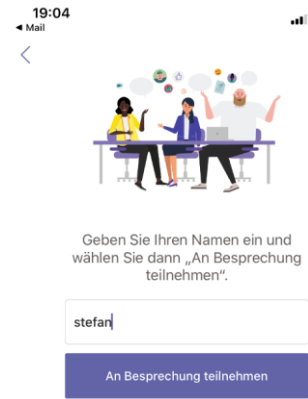 19:04
◀ Mail
Geben Sie Ihren Namen ein und
wählen Sie dann „An Besprechung
teilnehmen“.
stefan
An Besprechung teilnehmen